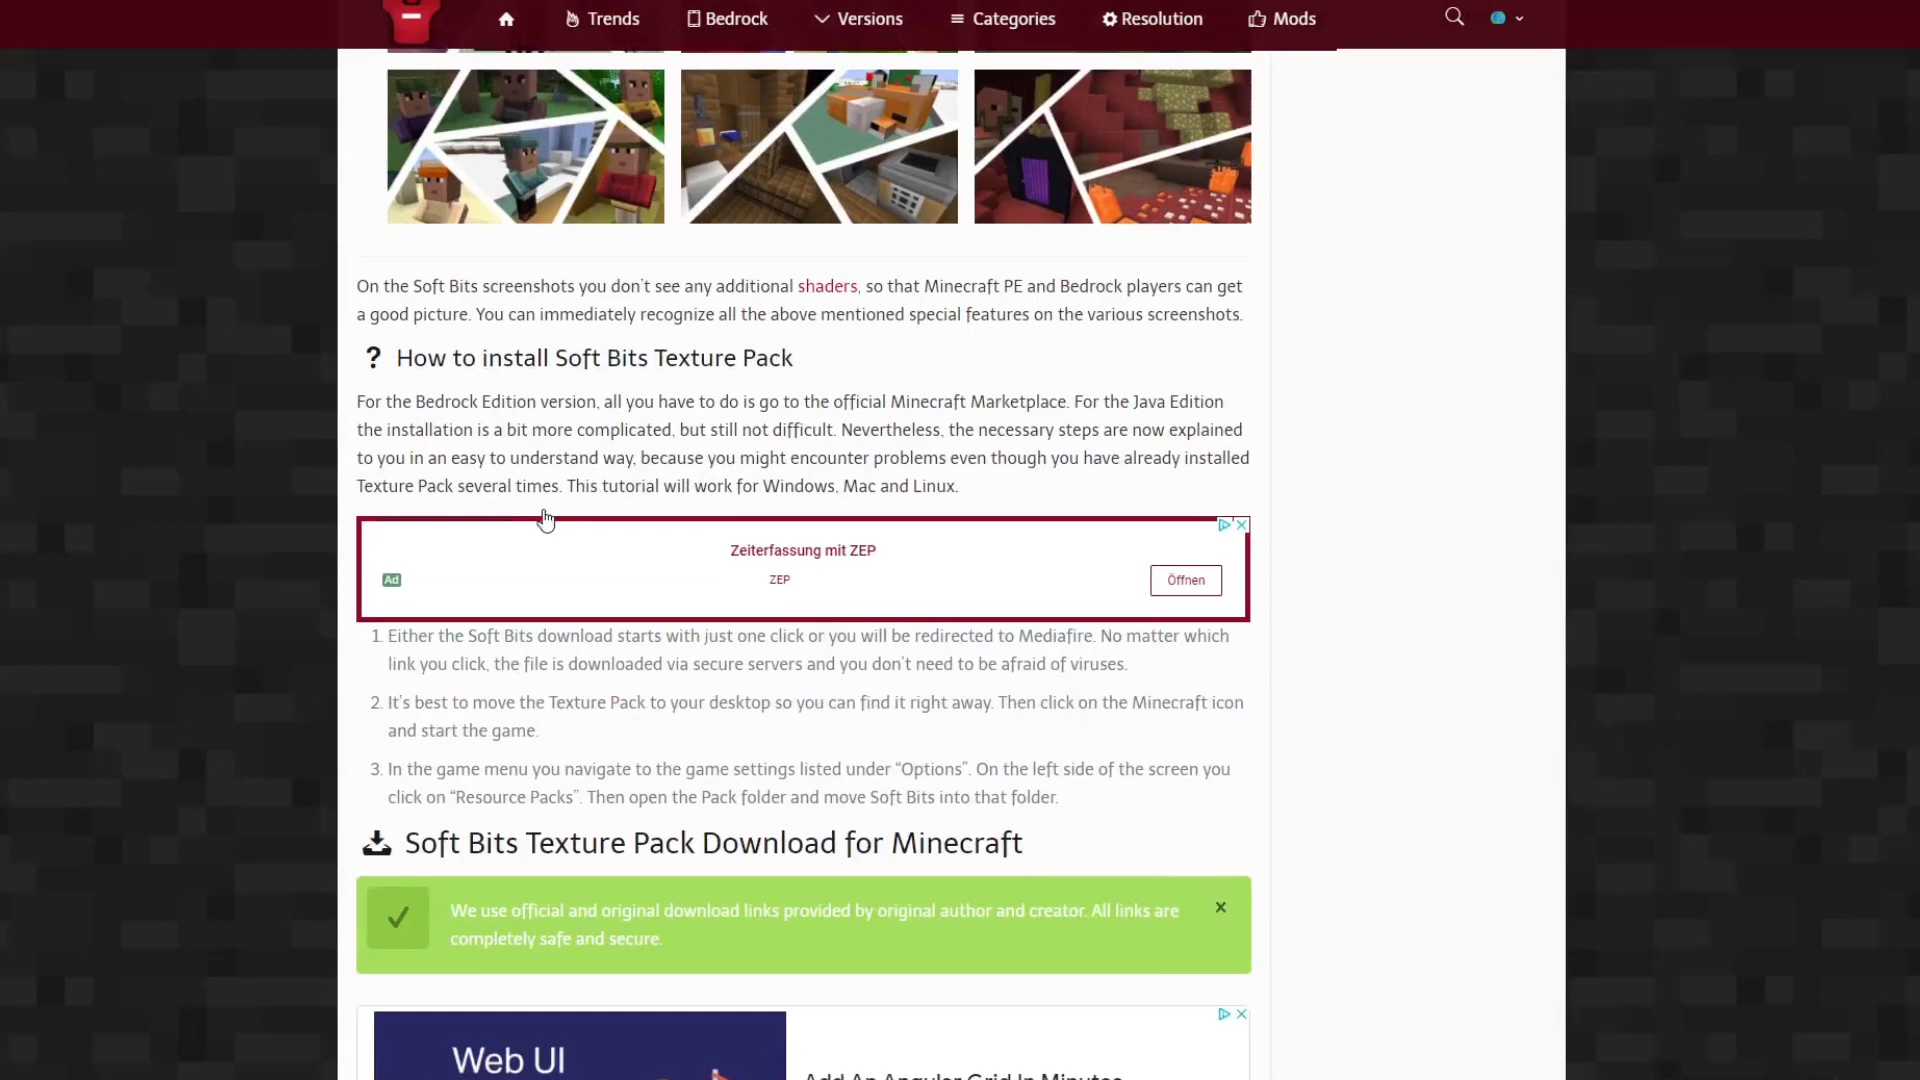 Trends
Bedrock
Versions
Categories
Resolution
Mods
On the Soft Bits screenshots you don't see any additional shaders, so that Minecraft PE and Bedrock players can get
a good picture. You can immediately recognize all the above mentioned special features on the various screenshots.
? How to install Soft Bits Texture Pack
For the Bedrock Edition version, all you have to do is go to the official Minecraft Marketplace. For the Java Edition
the installation is a bit more complicated, but still not difficult. Nevertheless, the necessary steps are now explained
to you in an easy to understand way, because you might encounter problems even though you have already installed
Texture Pack several times. This tutorial will work for Windows, Mac and Linux.
Zeiterfassung mit ZEP
Ad
ZEP
Öffnen
1. Either the Soft Bits download starts with just one click or you will be redirected to Mediafire. No matter which
link you click, the file is downloaded via secure servers and you don't need to be afraid of viruses.
2. It's best to move the Texture Pack to your desktop so you can find it right away. Then click on the Minecraft icon
and start the game.
3. In the game menu you navigate to the game settings listed under “Options”. On the left side of the screen you
click on “Resource Packs”. Then open the Pack folder and move Soft Bits into that folder.
Soft Bits Texture Pack Download for Minecraft
We use official and original download links provided by original author and creator. All links are
completely safe and secure.
Web UI
Add An Angular Grid In Minutes